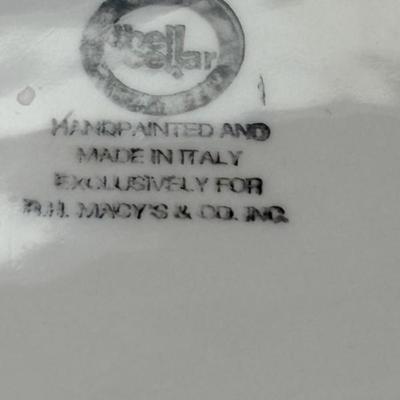 the
cellar
HANDPAINTED AND
MADE IN ITALY
EXCLUSIVELY FOR
R.H. MACY'S & CO. INC.